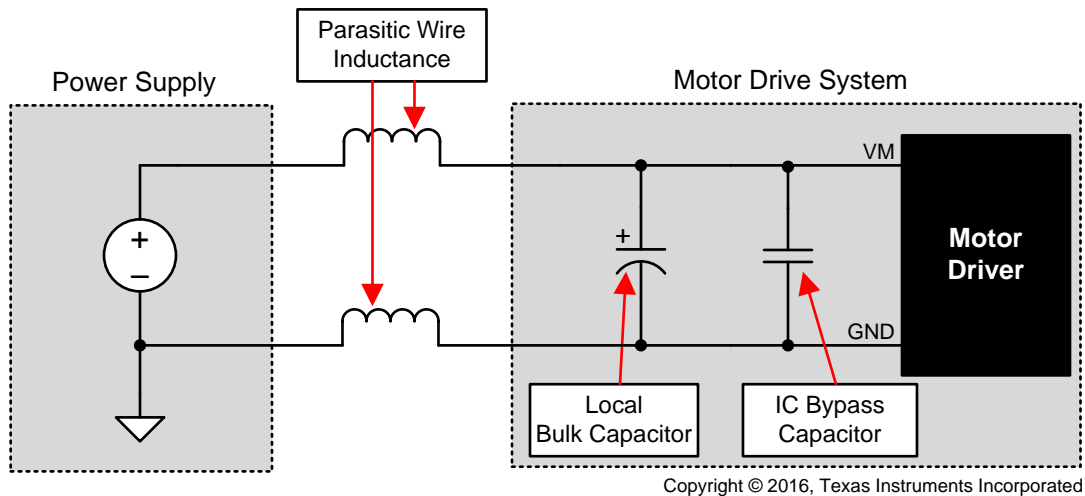 Parasitic Wire
Inductance
Power Supply
Motor Drive System
VM
+
–
+
Motor
Driver
GND
Local
Bulk Capacitor
IC Bypass
Capacitor
Copyright © 2016, Texas Instruments Incorporated